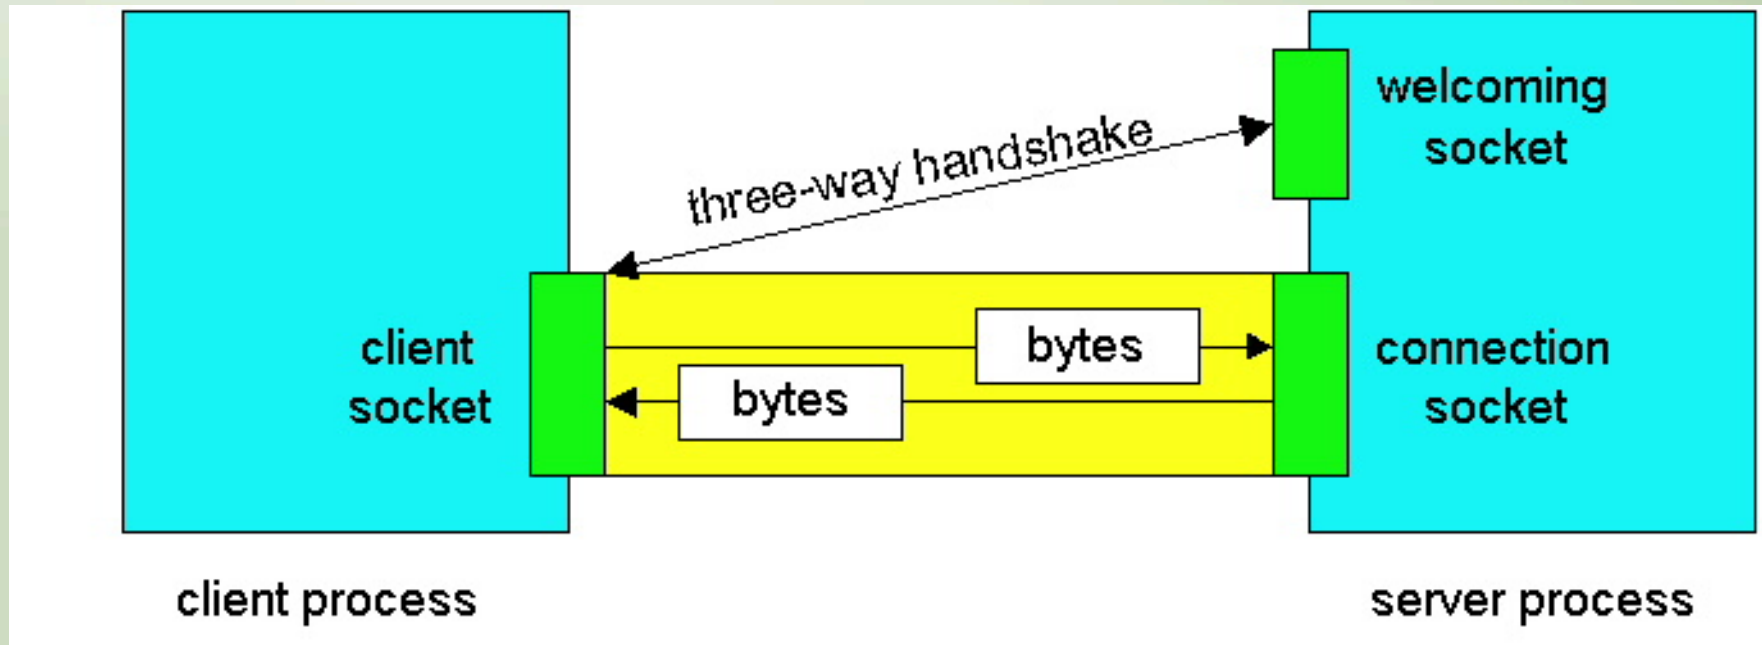 welcoming
socket
three-way handshake
client
socket
bytes
bytes
connection
socket
client process
server process